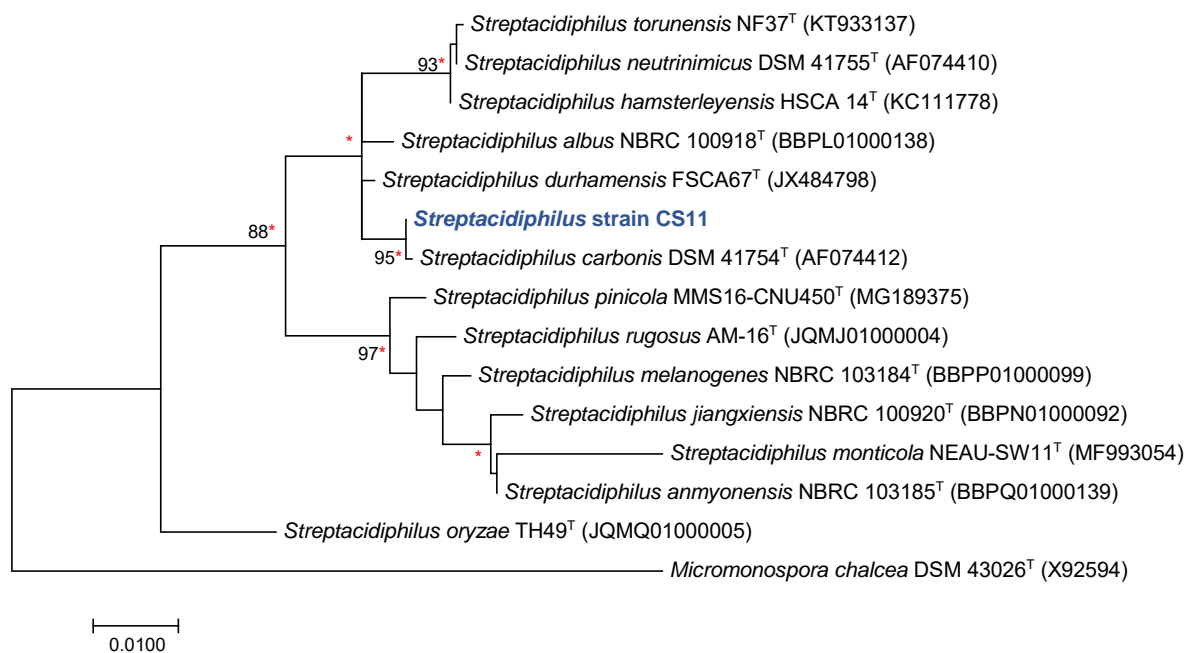 Streptacidiphilus torunensis NF37ᵀ (KT933137)
93*
Streptacidiphilus neutrinimicus DSM 41755ᵀ (AF074410)
Streptacidiphilus hamsterleyensis HSCA 14ᵀ (KC111778)
*
Streptacidiphilus albus NBRC 100918ᵀ (BBPL01000138)
Streptacidiphilus durhamensis FSCA67ᵀ (JX484798)
Streptacidiphilus strain CS11
88*
95*
Streptacidiphilus carbonis DSM 41754ᵀ (AF074412)
Streptacidiphilus pinicola MMS16-CNU450ᵀ (MG189375)
Streptacidiphilus rugosus AM-16ᵀ (JQMJ01000004)
97*
Streptacidiphilus melanogenes NBRC 103184ᵀ (BBPP01000099)
Streptacidiphilus jiangxiensis NBRC 100920ᵀ (BBPN01000092)
*
Streptacidiphilus monticola NEAU-SW11ᵀ (MF993054)
Streptacidiphilus anmyonensis NBRC 103185ᵀ (BBPQ01000139)
Streptacidiphilus oryzae TH49ᵀ (JQMQ01000005)
Micromonospora chalcea DSM 43026ᵀ (X92594)
0.0100